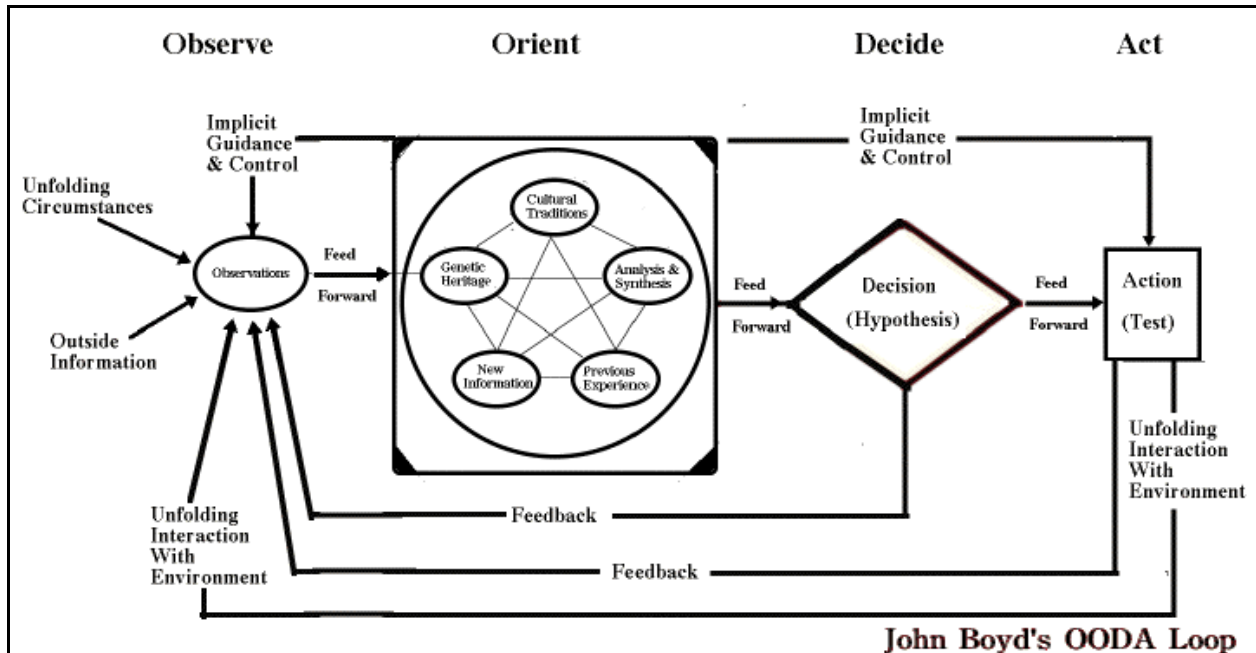 Observe
Orient
Decide
Act
Implicit
Guidance
& Control
Unfolding
Circumstances
Observations
Outside
Information
Feed
Forward
Cultural
Traditions
Genetic
Heritage
Analysis &
Synthesis
New
Information
Previous
Experience
Feed
Forward
Implicit
Guidance
& Control
Decision
(Hypothesis)
Feed
Forward
Action
(Test)
Unfolding
Interaction
With
Environment
Feedback
Unfolding
Interaction
With
Environment
Feedback
John Boyd's OODA Loop